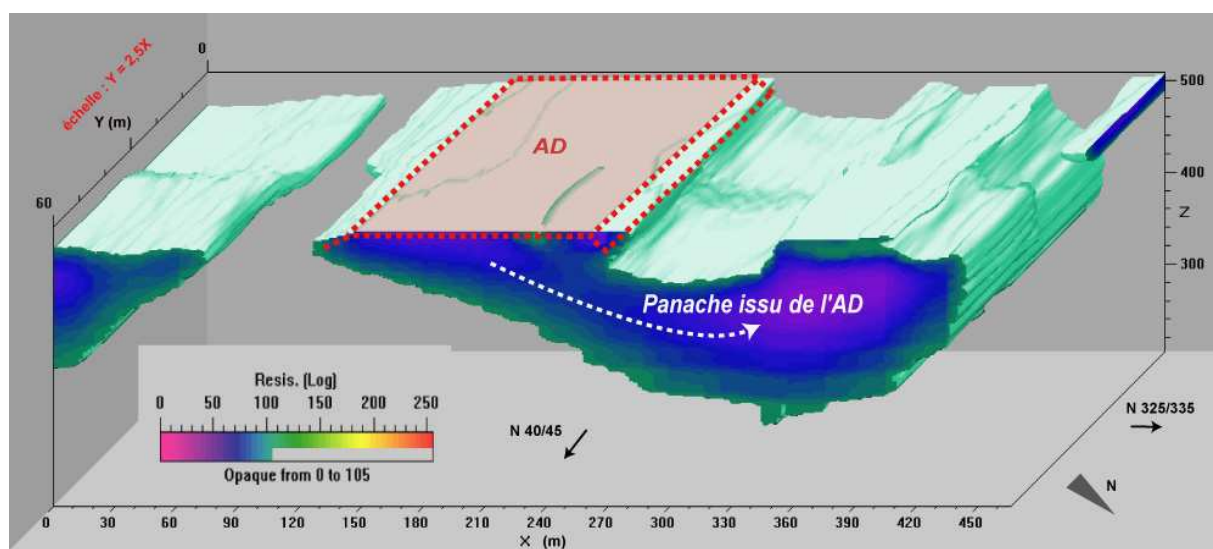 échelle : Y = 2,5X
0
Y (m)
60
AD
500
400
Z
300
Panache issu de l'AD
Resis. (Log)
0 50 100 150 200 250
Opaque from 0 to 105
N 40/45
N 325/335
N
0 30 60 90 120 150 180 210 240 270 300 330 360 390 420 450
X (m)